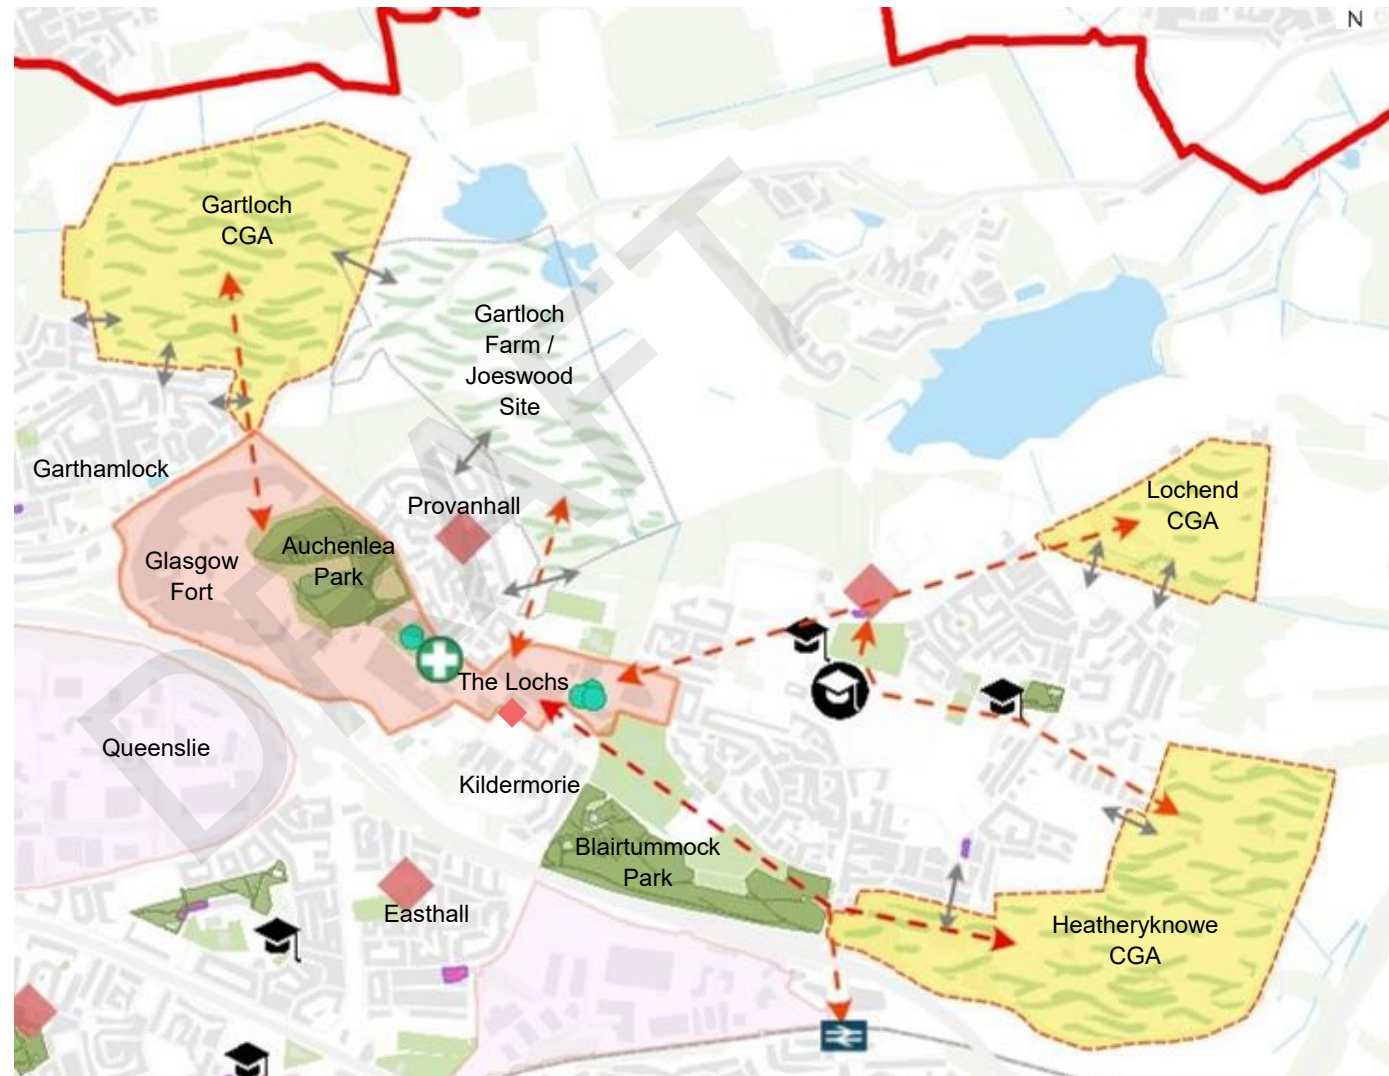 N
Gartloch
CGA
Gartloch
Farm /
Joeswood
Site
Garthamlock
Provanhall
Lochend
CGA
Glasgow
Fort
Auchenlea
Park
The Lochs
Queenslie
Kildermorie
Blairtummock
Park
Easthall
Heatheryknowe
CGA
DRAFT